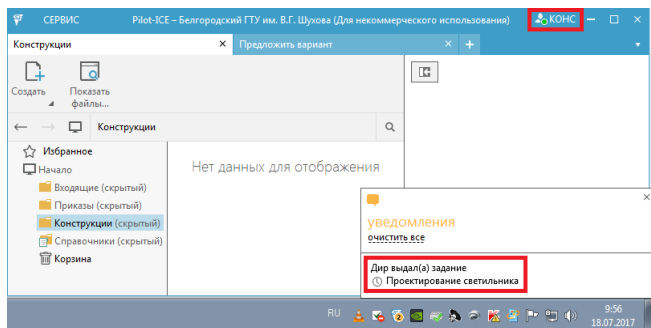 СЕРВИС
Pilot-ICE – Белгородский ГТУ им. В.Г. Шухова (Для некоммерческого использования)
КОНС
Конструкции
Предложить вариант
Создать
Показать файлы...
Конструкции
Избранное
Начало
Входящие (скрытый)
Приказы (скрытый)
Конструкции (скрытый)
Справочники (скрытый)
Корзина
Нет данных для отображения
уведомления
очистить все
Дир выдал(а) задание
Проектирование светильника
RU
9:56
18.07.2017